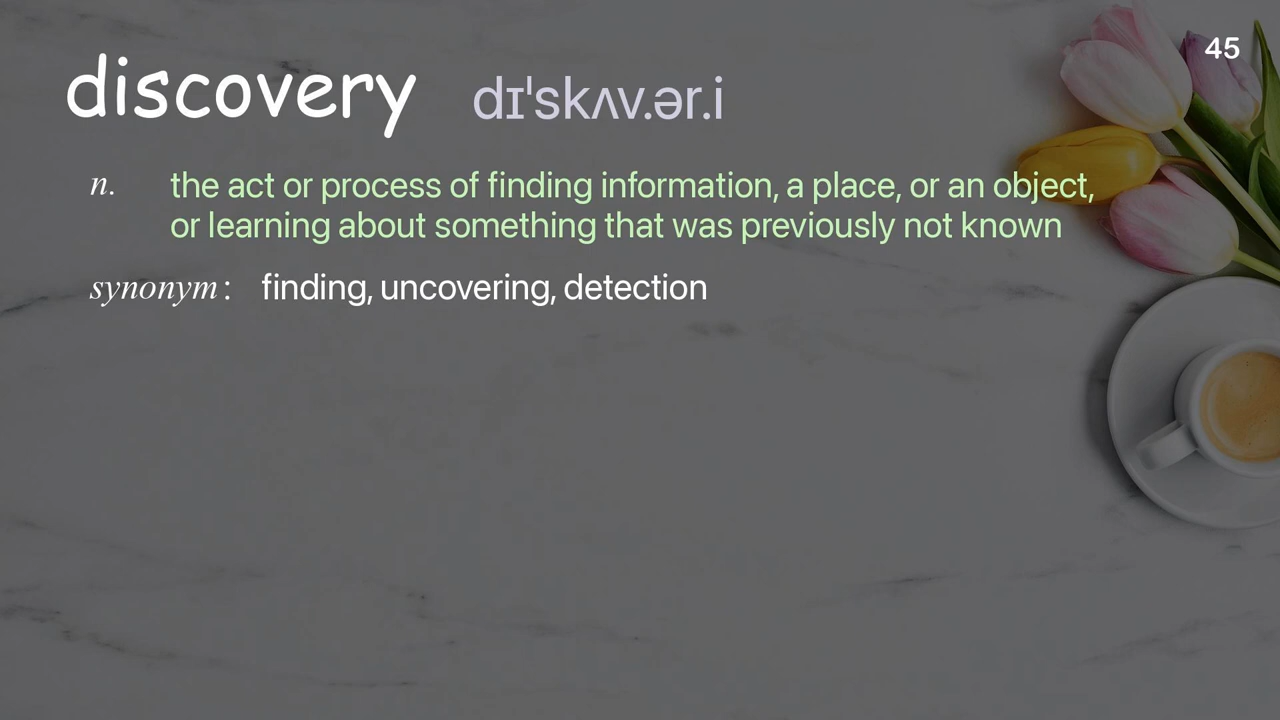 45
discovery dɪˈskʌv.ər.i
n. the act or process of finding information, a place, or an object,
or learning about something that was previously not known
synonym : finding, uncovering, detection